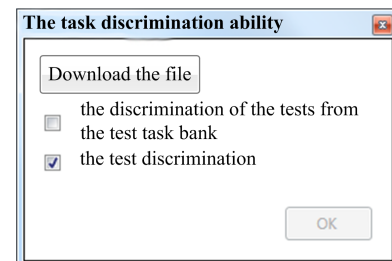 The task discrimination ability
Download the file
the discrimination of the tests from
the test task bank
the test discrimination
OK